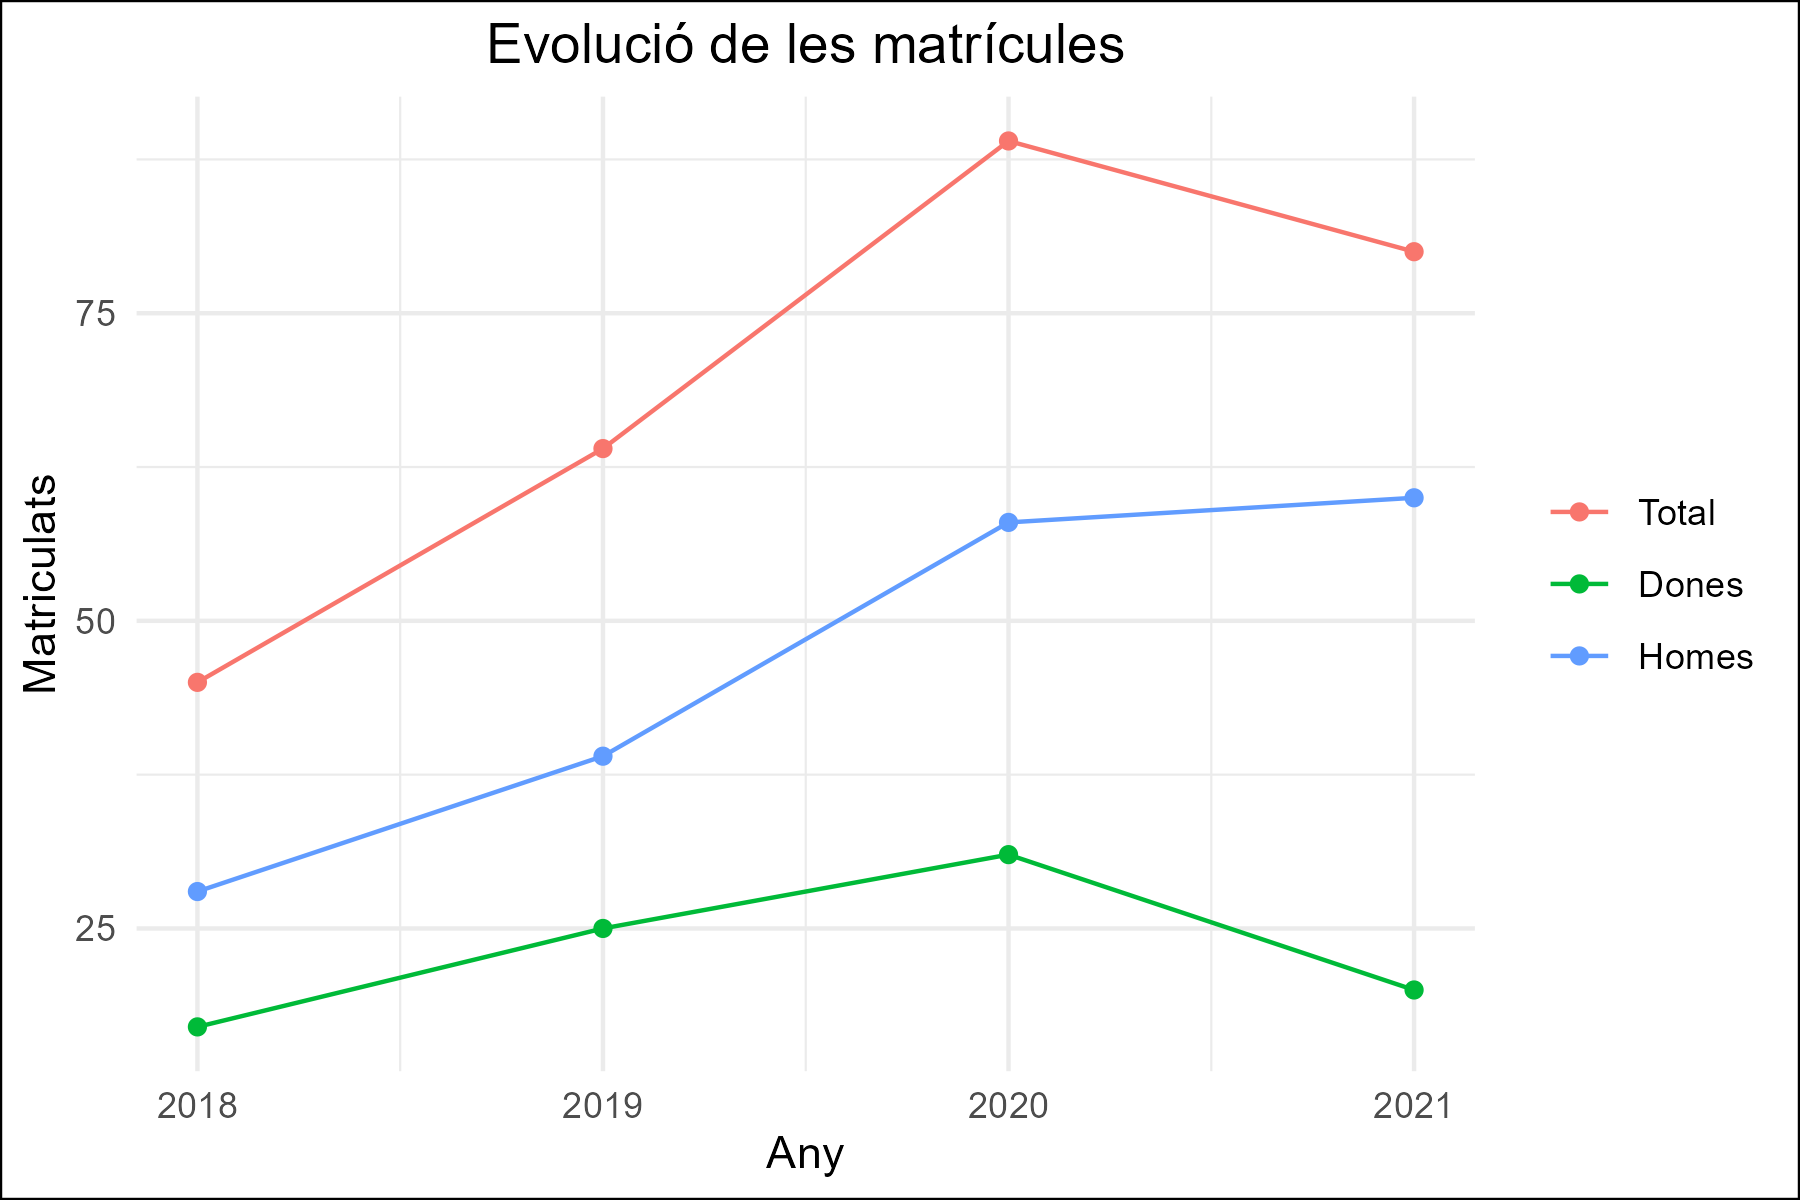 Evolució de les matrícules
Matriculats
75
50
25
2018
2019
2020
2021
Any
Total
Dones
Homes